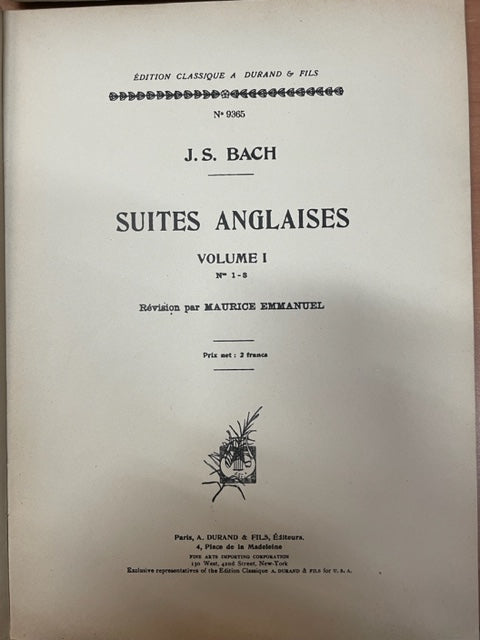 ÉDITION CLASSIQUE A DURAND & FILS
Nº 9365
J. S. BACH
SUITES ANGLAISES
VOLUME I
Nos 1-3
Révision par MAURICE EMMANUEL
Prix net : 2 francs
Paris, A. DURAND & FILS, Éditeurs.
4, Place de la Madeleine
FINE ARTS IMPORTING CORPORATION
130 West, 42nd Street, New-York
Exclusive representatives of the Edition Classique A. DURAND & FILS for U. S. A.